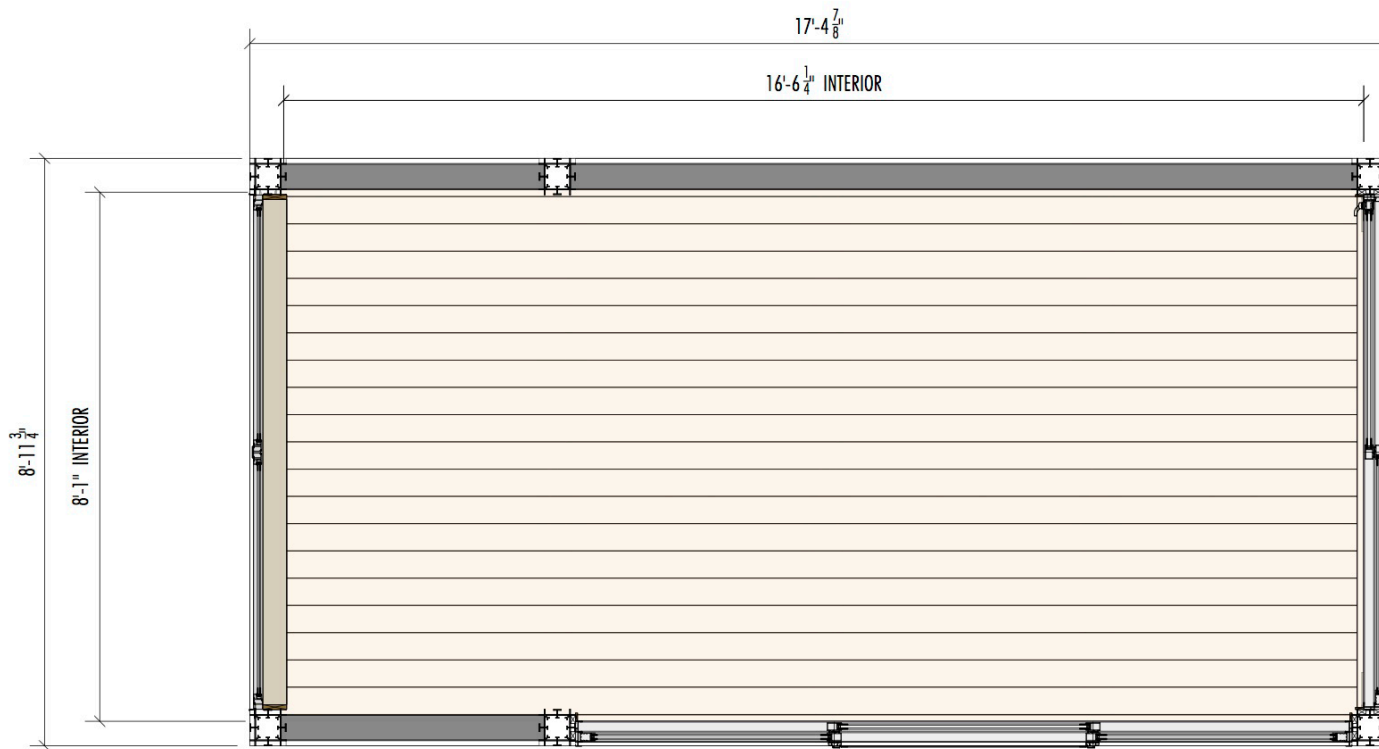 17'-4 7/8"
16'-6 1/4" INTERIOR
8'-11 3/4"
8'-1" INTERIOR